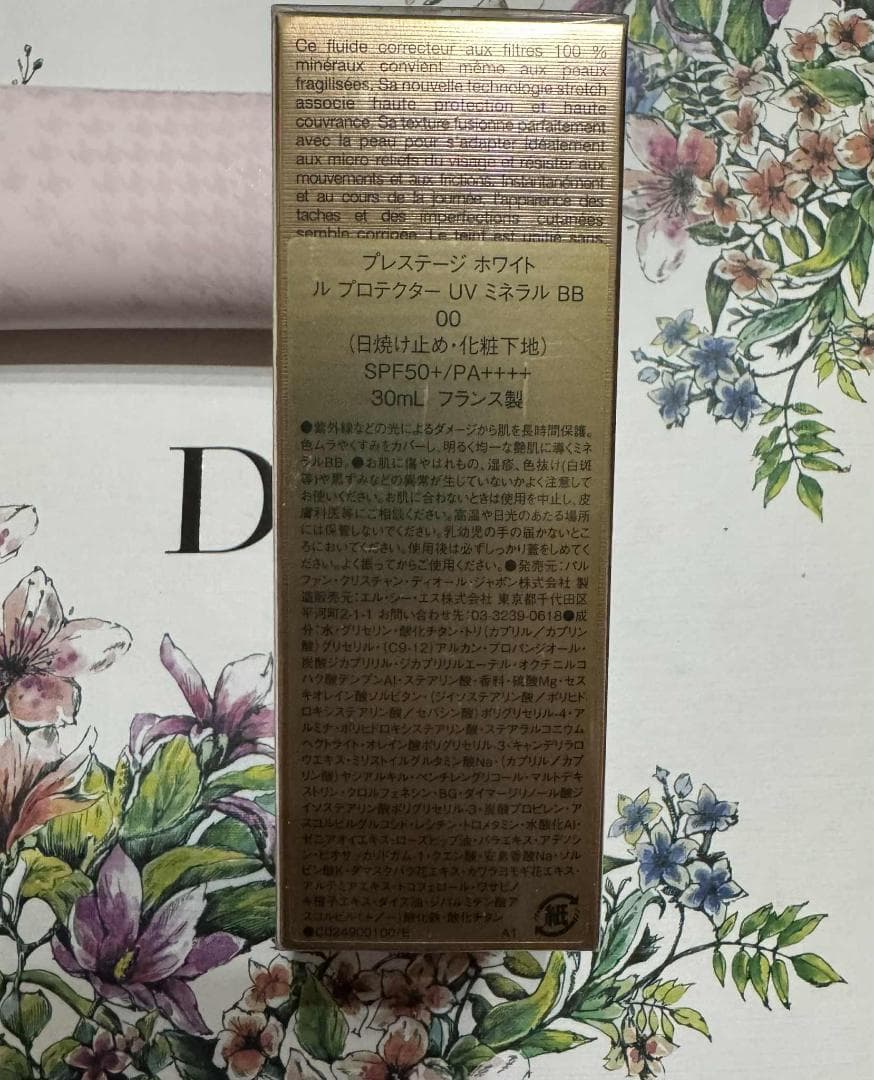 Ce fluide correcteur aux filtres 100 %
minéraux convient même aux peaux
fragilisées. Sa nouvelle technologie stretch
associe haute protection et haute
couvrance. Sa texture fusionne parfaitement
avec la peau pour s'adapter idéalement
aux micro-reliefs du visage et résister aux
mouvements et aux frictions. Instantanément
et au cours de la journée, l'apparence des
taches et des imperfections cutanées
semble corrigée. Le teint est unifié sans
プレステージ ホワイト
ル プロテクター UV ミネラル BB
00
(日焼け止め・化粧下地)
SPF50+/PA++++
30mL フランス製
●紫外線などの光によるダメージから肌を長時間保護。
色ムラやくすみをカバーし、明るく均一な艶肌に導くミネ
ラルBB。●お肌に傷やはれもの、湿疹、色抜け(白斑
等)や黒ずみなどの異常が生じていないかよく注意して
お使いください。お肌に合わないときは使用を中止し、皮
膚科医等にご相談ください。高温や日光のあたる場所
には保管しないでください。乳幼児の手の届かないとこ
ろにおいてください。使用後は必ずしっかり蓋をしめてく
ださい。よく振ってからご使用ください。●発売元:パル
ファン・クリスチャン・ディオール・ジャポン株式会社 製
造販売元:エル・シー・エス株式会社 東京都千代田区
平河町2-1-1 お問い合わせ先:03-3239-0618●成
分:水・グリセリン・酸化チタン・トリ(カプリル/カプリン
酸)グリセリル・(C9-12)アルカン・プロパンジオール・
炭酸ジカプリリル・ジカプリリルエーテル・オクテニルコ
ハク酸デンプンAl・ステアリン酸・香料・硫酸Mg・セス
キオレイン酸ソルビタン・(ジイソステアリン酸/ポリヒド
ロキシステアリン酸/セバシン酸)ポリグリセリル-4・ア
ルミナ・ポリヒドロキシステアリン酸・ステアラルコニウム
ヘクトライト・オレイン酸ポリグリセリル-3・キャンデリラロ
ウエキス・ミリストイルグルタミン酸Na・(カプリル/カプ
リン酸)ヤシアルキル・ペンチレングリコール・マルトデキ
ストリン・クロルフェネシン・BG・ダイマージリノール酸ジ
イソステアリン酸ポリグリセリル-3・炭酸プロピレン・ア
スコルビルグルコシド・レシチン・トロメタミン・水酸化Al・
ゼニアオイエキス・ローズヒップ油・パラミエキス・アデノシ
ン・ビオサッカリドガム-1・クエン酸・安息香酸Na・ソル
ビン酸K・ダマスクバラ花エキス・カワラヨモギ花エキス・
アルテミアエキス・トコフェロール・ワサビノ
キ種子エキス・ダイズ油・ジパルミチン酸ア
スコルビル(+/-)酸化鉄・酸化チタン
●C024900100-E A1
紙
D